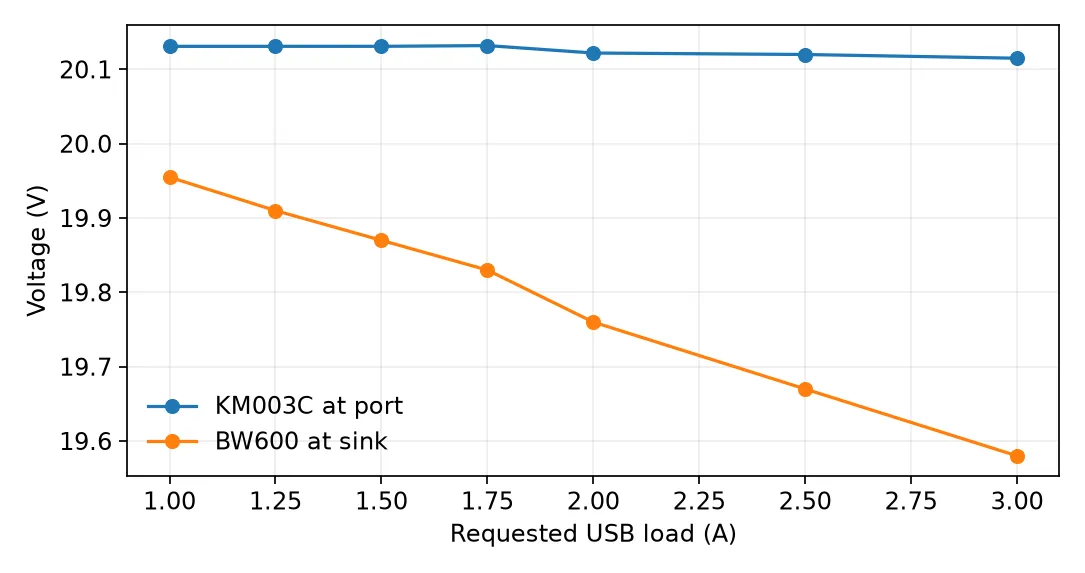 20.1
20.0
19.9
19.8
19.7
19.6
Voltage (V)
KM003C at port
BW600 at sink
1.00 1.25 1.50 1.75 2.00 2.25 2.50 2.75 3.00
Requested USB load (A)